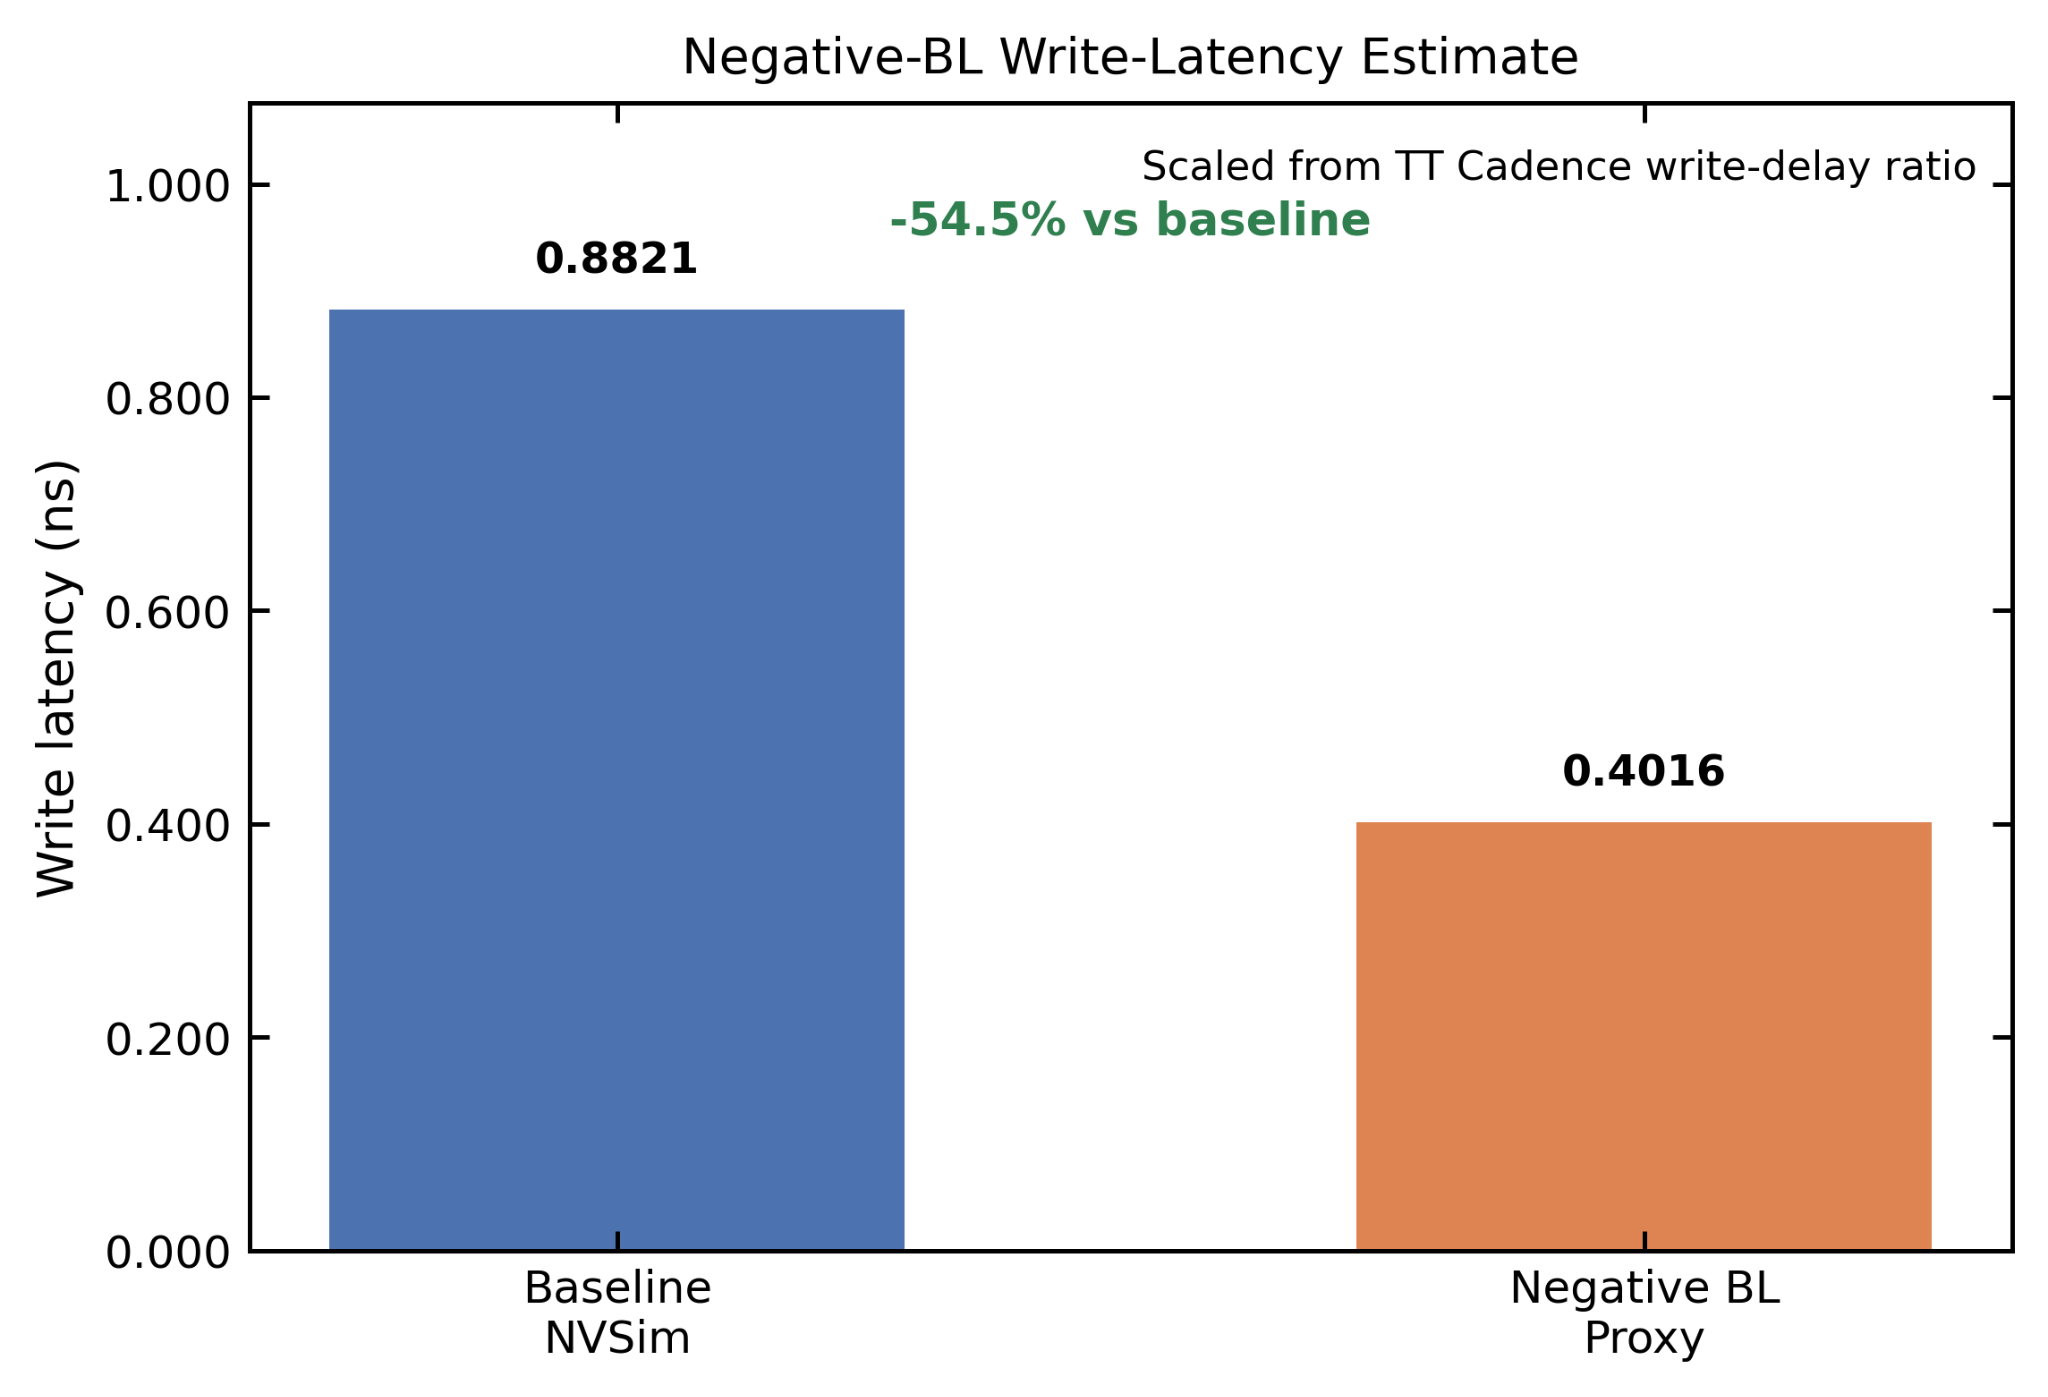 Negative-BL Write-Latency Estimate
Scaled from TT Cadence write-delay ratio
-54.5% vs baseline
0.8821
0.4016
Write latency (ns)
1.000
0.800
0.600
0.400
0.200
0.000
Baseline
NVSim
Negative BL
Proxy